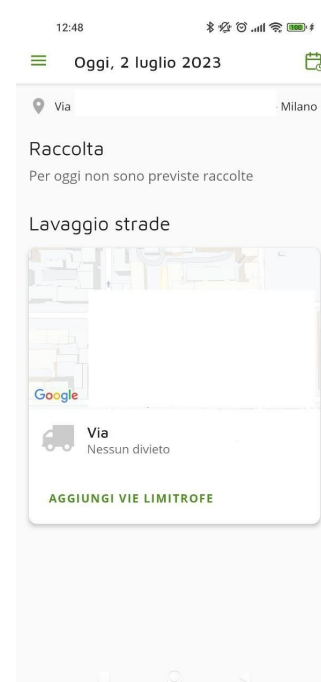 12:48
100
Oggi, 2 luglio 2023
Via
Milano
Raccolta
Per oggi non sono previste raccolte
Lavaggio strade
Google
Via
Nessun divieto
AGGIUNGI VIE LIMITROFE